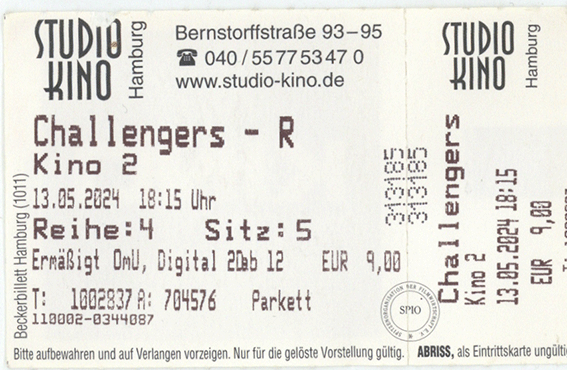 STUDIO
KINO
Hamburg
Bernstorffstraße 93–95
☎ 040 / 55 77 53 47 0
www.studio-kino.de
Challengers - R
Kino 2
13.05.2024 18:15 Uhr
Reihe:4 Sitz:5
Ermäßigt OmU, Digital 2D ab 12 EUR 9,00
T: 1002837 A: 704576 Parkett
110002-0344087
Beckerbillett Hamburg (1011)
313185
313185
SPIO
SPITZENORGANISATION DER FILMWIRTSCHAFT E.V.
Bitte aufbewahren und auf Verlangen vorzeigen. Nur für die gelöste Vorstellung gültig.
STUDIO
KINO
Hamburg
Challengers
Kino 2
13.05.2024 18:15
EUR 9,00
ABRISS, als Eintrittskarte ungülti